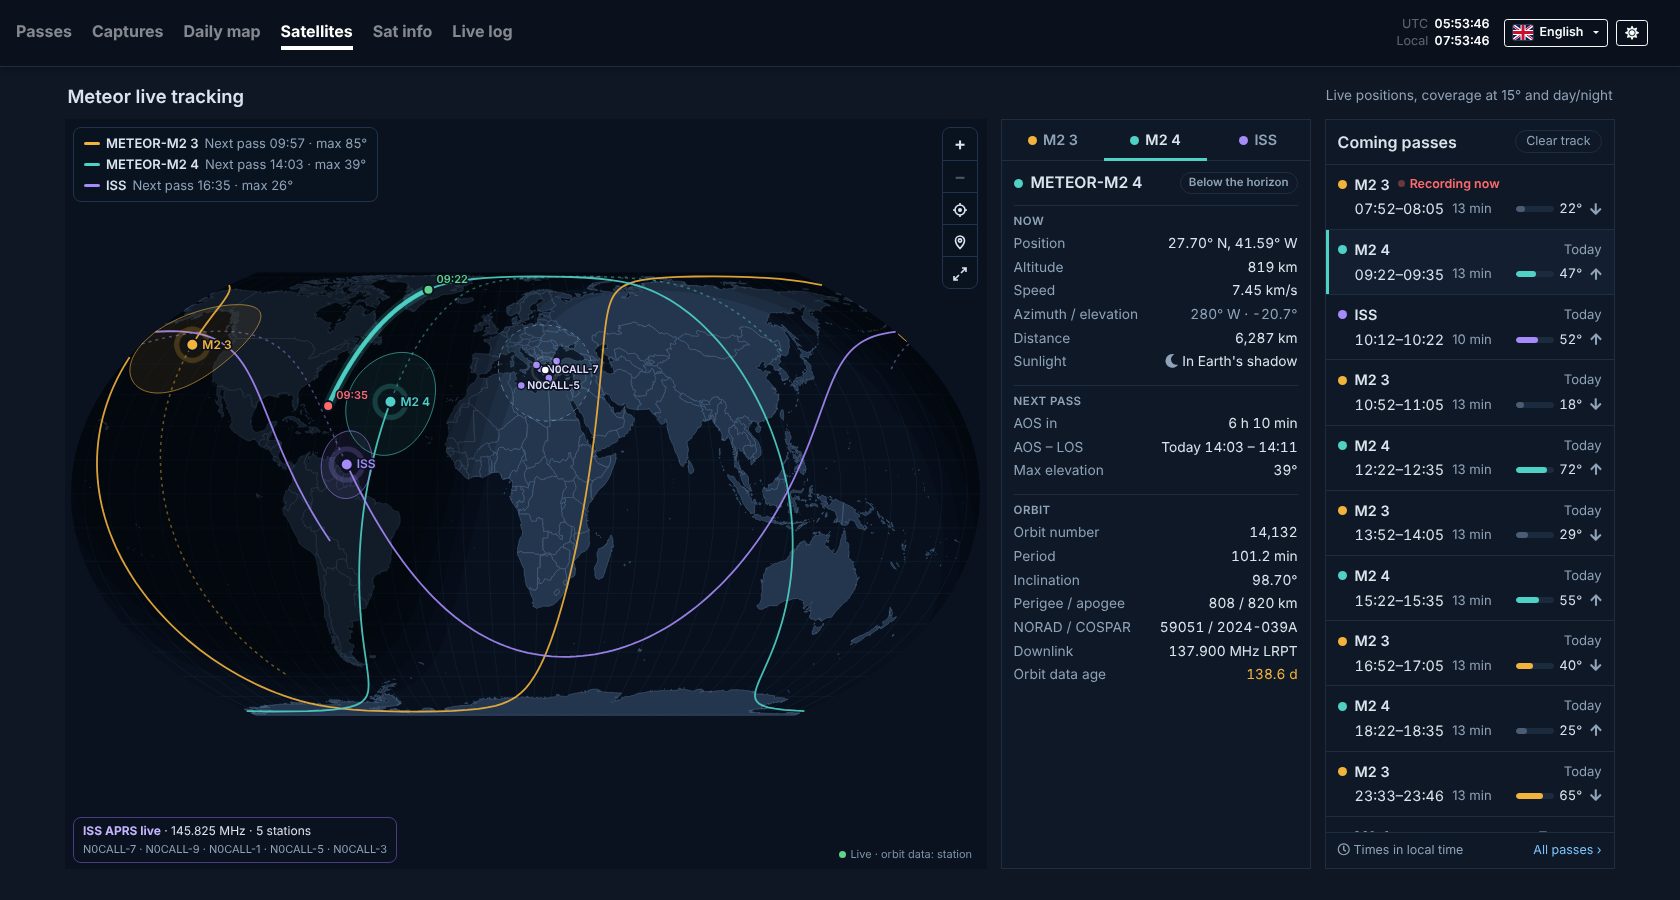 Passes Captures Daily map Satellites Sat info Live log
UTC 05:53:46
Local 07:53:46
English
Meteor live tracking
Live positions, coverage at 15° and day/night
METEOR-M2 3 Next pass 09:57 · max 85°
METEOR-M2 4 Next pass 14:03 · max 39°
ISS Next pass 16:35 · max 26°
+
−
09:22
M2 3
09:35
M2 4
ISS
N0CALL-7
N0CALL-5
ISS APRS live · 145.825 MHz · 5 stations
N0CALL-7 · N0CALL-9 · N0CALL-1 · N0CALL-5 · N0CALL-3
Live · orbit data: station
M2 3 M2 4 ISS
METEOR-M2 4 Below the horizon
NOW
Position 27.70° N, 41.59° W
Altitude 819 km
Speed 7.45 km/s
Azimuth / elevation 280° W · -20.7°
Distance 6,287 km
Sunlight In Earth's shadow
NEXT PASS
AOS in 6 h 10 min
AOS – LOS Today 14:03 – 14:11
Max elevation 39°
ORBIT
Orbit number 14,132
Period 101.2 min
Inclination 98.70°
Perigee / apogee 808 / 820 km
NORAD / COSPAR 59051 / 2024-039A
Downlink 137.900 MHz LRPT
Orbit data age 138.6 d
Coming passes Clear track
M2 3 Recording now
07:52–08:05 13 min 22° ↓
M2 4 Today
09:22–09:35 13 min 47° ↑
ISS Today
10:12–10:22 10 min 52° ↑
M2 3 Today
10:52–11:05 13 min 18° ↓
M2 4 Today
12:22–12:35 13 min 72° ↑
M2 3 Today
13:52–14:05 13 min 29° ↓
M2 4 Today
15:22–15:35 13 min 55° ↑
M2 3 Today
16:52–17:05 13 min 40° ↓
M2 4 Today
18:22–18:35 13 min 25° ↑
M2 3 Today
23:33–23:46 13 min 65° ↓
Times in local time All passes ›